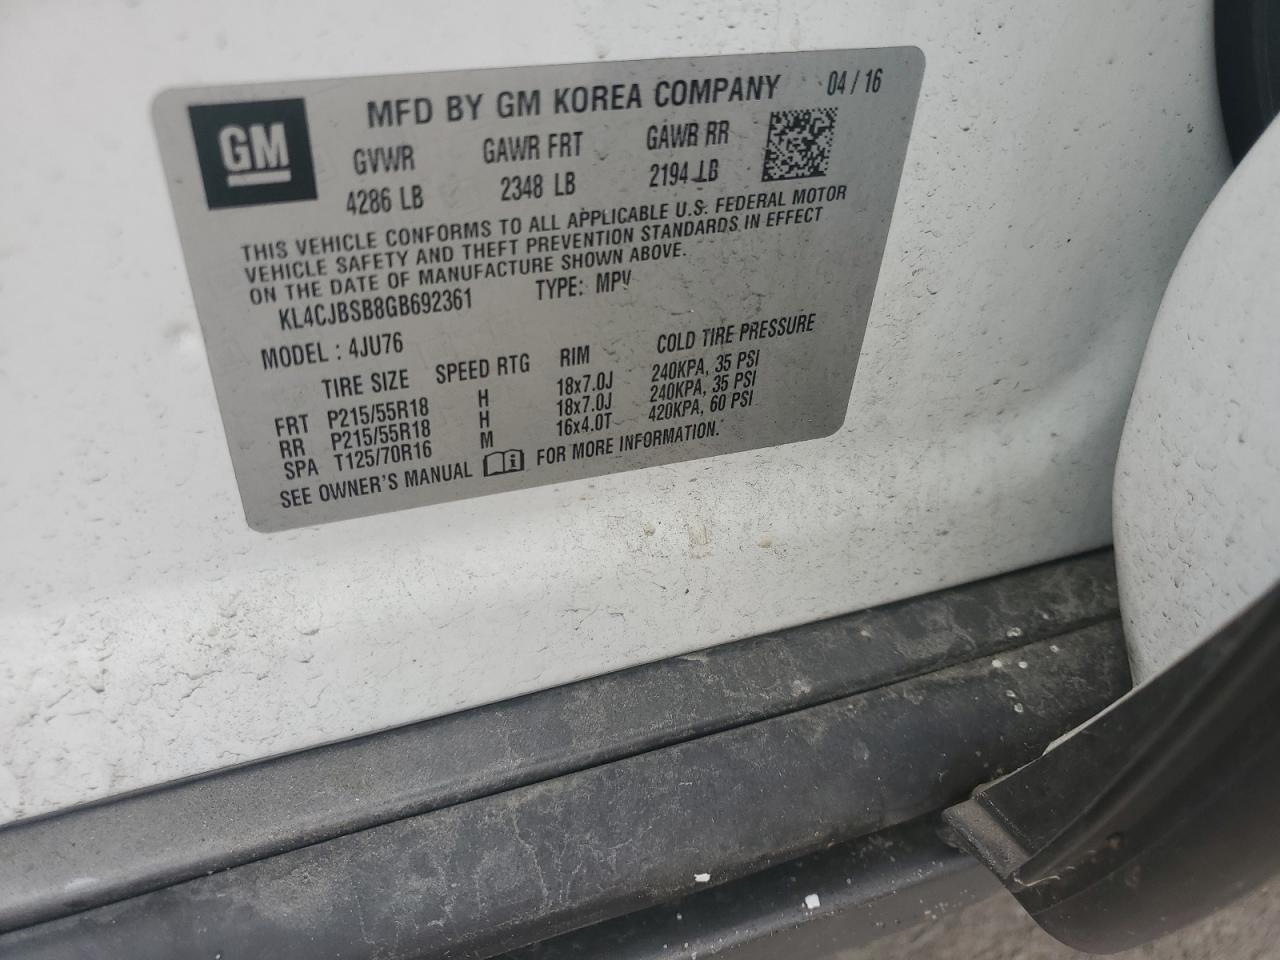 GM
MFD BY GM KOREA COMPANY 04 / 16
GVWR GAWR FRT GAWR RR
4286 LB 2348 LB 2194 LB
THIS VEHICLE CONFORMS TO ALL APPLICABLE U.S. FEDERAL MOTOR
VEHICLE SAFETY AND THEFT PREVENTION STANDARDS IN EFFECT
ON THE DATE OF MANUFACTURE SHOWN ABOVE.
KL4CJBSB8GB692361 TYPE: MPV
MODEL : 4JU76
TIRE SIZE SPEED RTG RIM COLD TIRE PRESSURE
FRT P215/55R18 H 18x7.0J 240KPA, 35 PSI
RR P215/55R18 H 18x7.0J 240KPA, 35 PSI
SPA T125/70R16 M 16x4.0T 420KPA, 60 PSI
SEE OWNER'S MANUAL i FOR MORE INFORMATION.